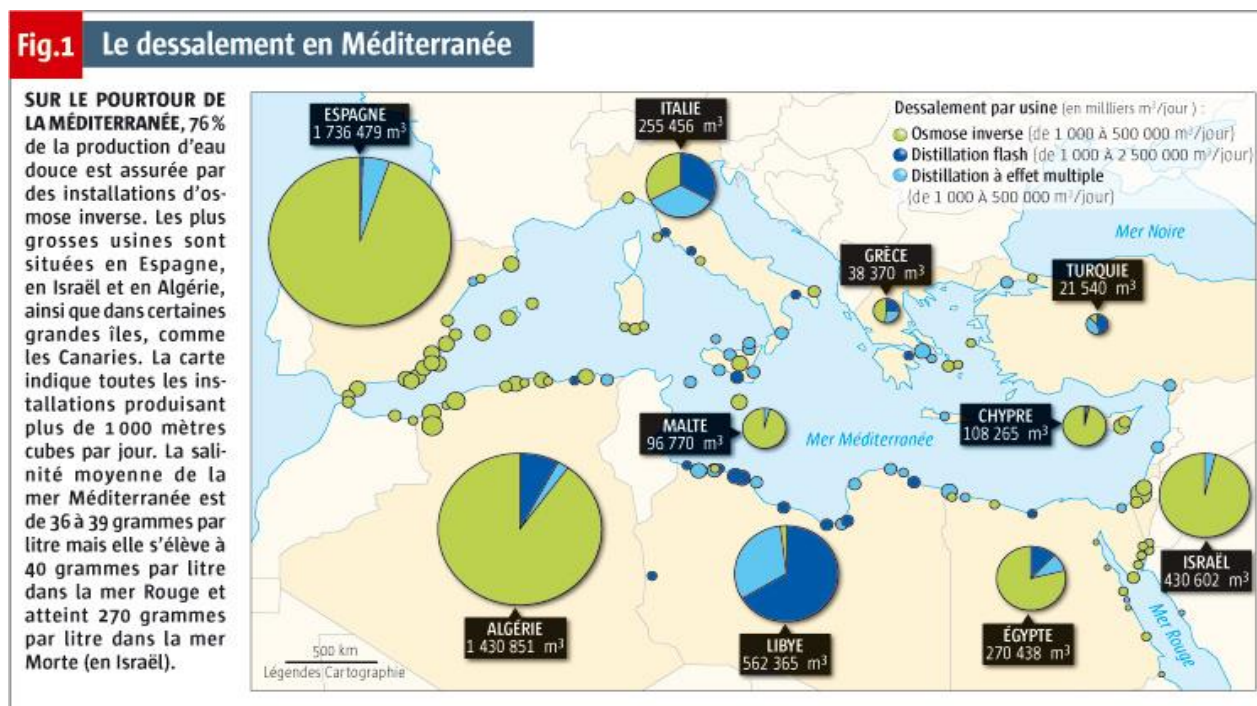 Fig.1 Le dessalement en Méditerranée
SUR LE POURTOUR DE
LA MÉDITERRANÉE, 76 %
de la production d'eau
douce est assurée par
des installations d'os-
mose inverse. Les plus
grosses usines sont
situées en Espagne,
en Israël et en Algérie,
ainsi que dans certaines
grandes îles, comme
les Canaries. La carte
indique toutes les ins-
tallations produisant
plus de 1 000 mètres
cubes par jour. La sali-
nité moyenne de la
mer Méditerranée est
de 36 à 39 grammes par
litre mais elle s'élève à
40 grammes par litre
dans la mer Rouge et
atteint 270 grammes
par litre dans la mer
Morte (en Israël).
ESPAGNE
1 736 479 m³
ITALIE
255 456 m³
Dessalement par usine (en millliers m³/jour) :
Osmose inverse (de 1 000 à 500 000 m³/jour)
Distillation flash (de 1 000 à 2 500 000 m³/jour)
Distillation à effet multiple
(de 1 000 à 500 000 m³/jour)
Mer Noire
GRÈCE
38 370 m³
TURQUIE
21 540 m³
MALTE
96 770 m³
Mer Méditerranée
CHYPRE
108 265 m³
ISRAËL
430 602 m³
ALGÉRIE
1 430 851 m³
LIBYE
562 365 m³
ÉGYPTE
270 438 m³
Mer Rouge
500 km
Légendes Cartographie